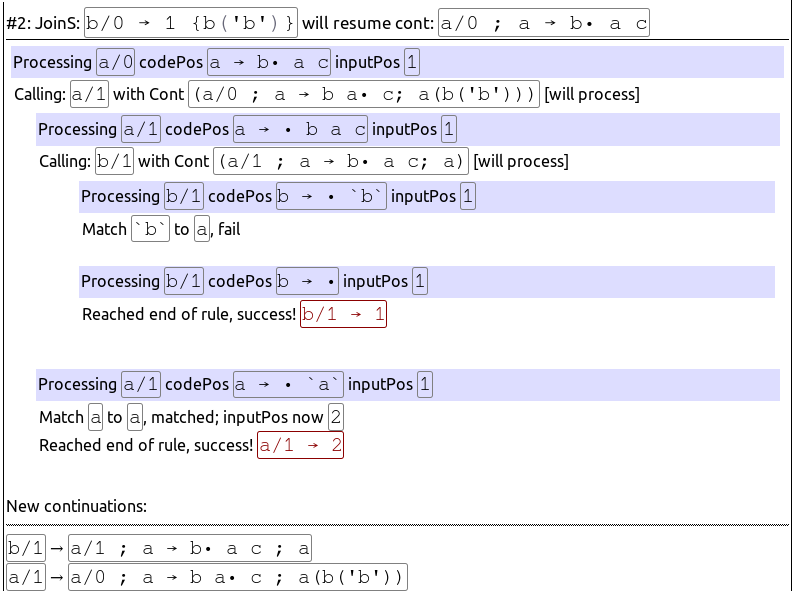 #2: JoinS: b/0 → 1 {b('b')} will resume cont: a/0 ; a → b• a c
Processing a/0 codePos a → b• a c inputPos 1
Calling: a/1 with Cont (a/0 ; a → b a• c; a(b('b'))) [will process]
Processing a/1 codePos a → • b a c inputPos 1
Calling: b/1 with Cont (a/1 ; a → b• a c; a) [will process]
Processing b/1 codePos b → • `b` inputPos 1
Match `b` to a, fail
Processing b/1 codePos b → • inputPos 1
Reached end of rule, success! b/1 → 1
Processing a/1 codePos a → • `a` inputPos 1
Match a to a, matched; inputPos now 2
Reached end of rule, success! a/1 → 2
New continuations:
b/1 → a/1 ; a → b• a c ; a
a/1 → a/0 ; a → b a• c ; a(b('b'))